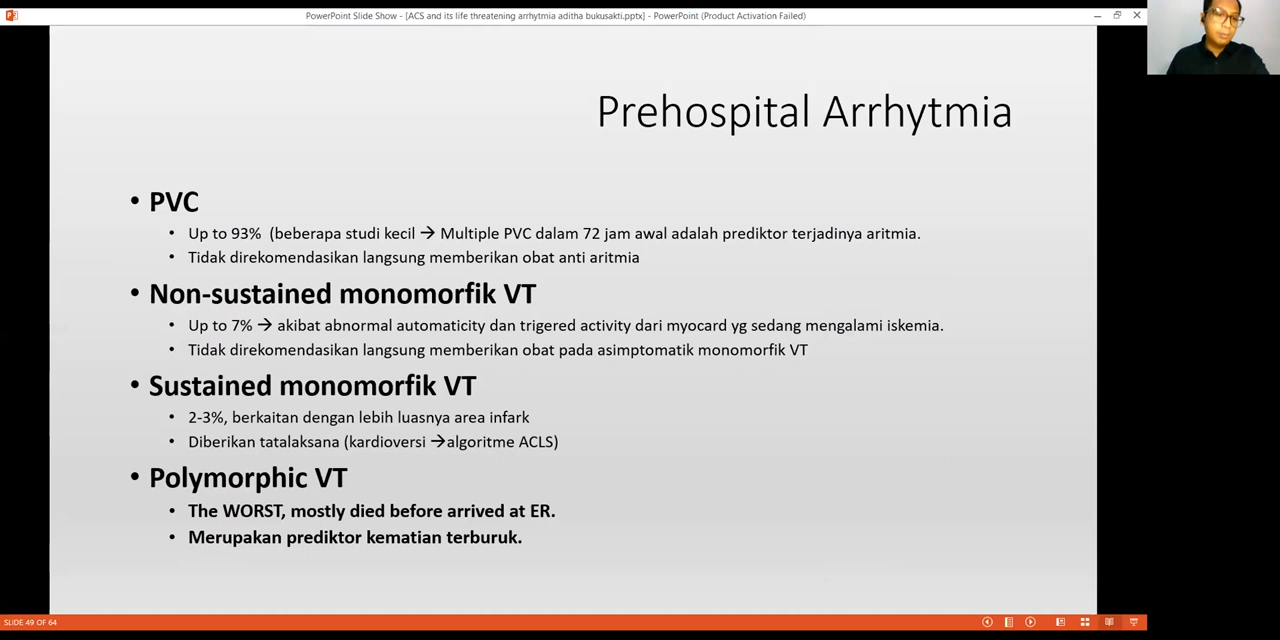 PowerPoint Slide Show - [ACS and its life threatening arrhytmia aditha bukusakti.pptx] - PowerPoint (Product Activation Failed)
Prehospital Arrhytmia
• PVC
• Up to 93% (beberapa studi kecil → Multiple PVC dalam 72 jam awal adalah prediktor terjadinya aritmia.
• Tidak direkomendasikan langsung memberikan obat anti aritmia
• Non-sustained monomorfik VT
• Up to 7% → akibat abnormal automaticity dan trigered activity dari myocard yg sedang mengalami iskemia.
• Tidak direkomendasikan langsung memberikan obat pada asimptomatik monomorfik VT
• Sustained monomorfik VT
• 2-3%, berkaitan dengan lebih luasnya area infark
• Diberikan tatalaksana (kardioversi →algoritme ACLS)
• Polymorphic VT
• The WORST, mostly died before arrived at ER.
• Merupakan prediktor kematian terburuk.
SLIDE 49 OF 64